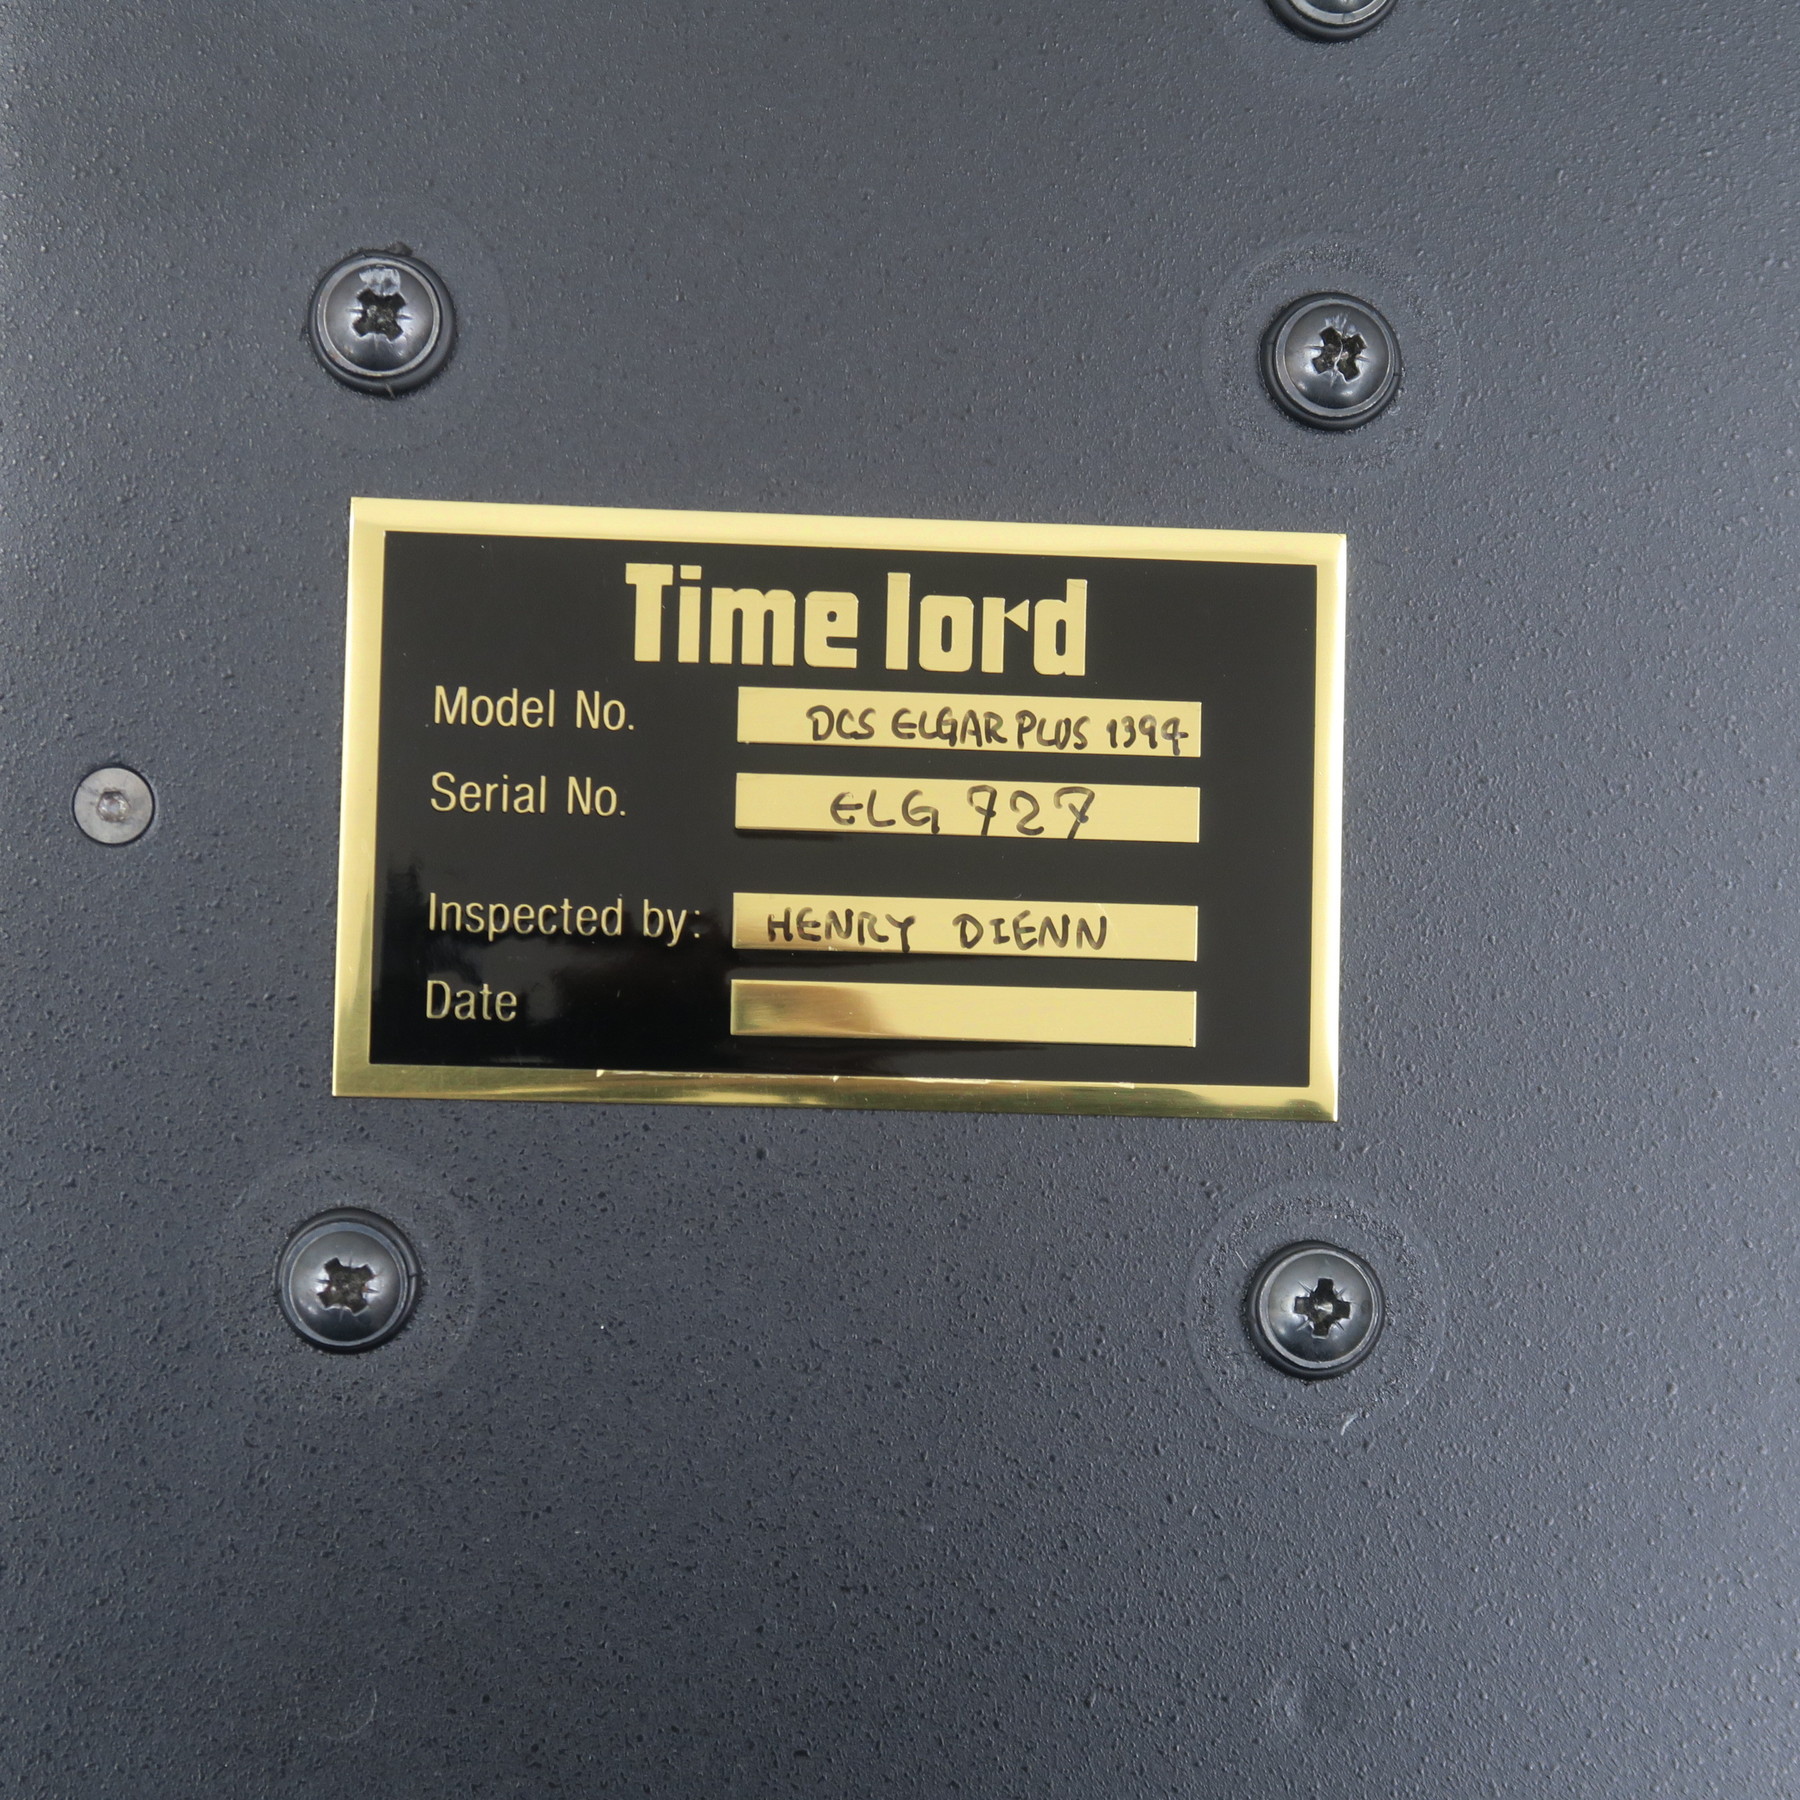 Time lord
Model No. DCS ELGAR PLUS 1394
Serial No. ELG 727
Inspected by: HENRY DIENN
Date